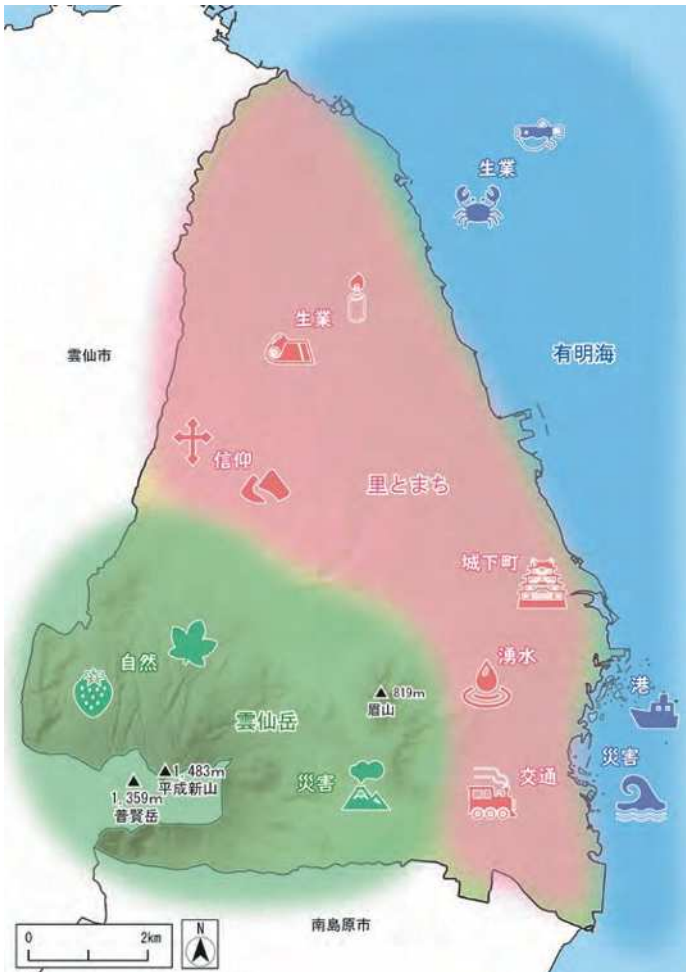 生業
生業
有明海
雲仙市
信仰
里とまち
城下町
湧水
自然
819m
眉山
港
雲仙岳
災害
災害
交通
1,483m
平成新山
1,359m
普賢岳
南島原市
0
2km
N